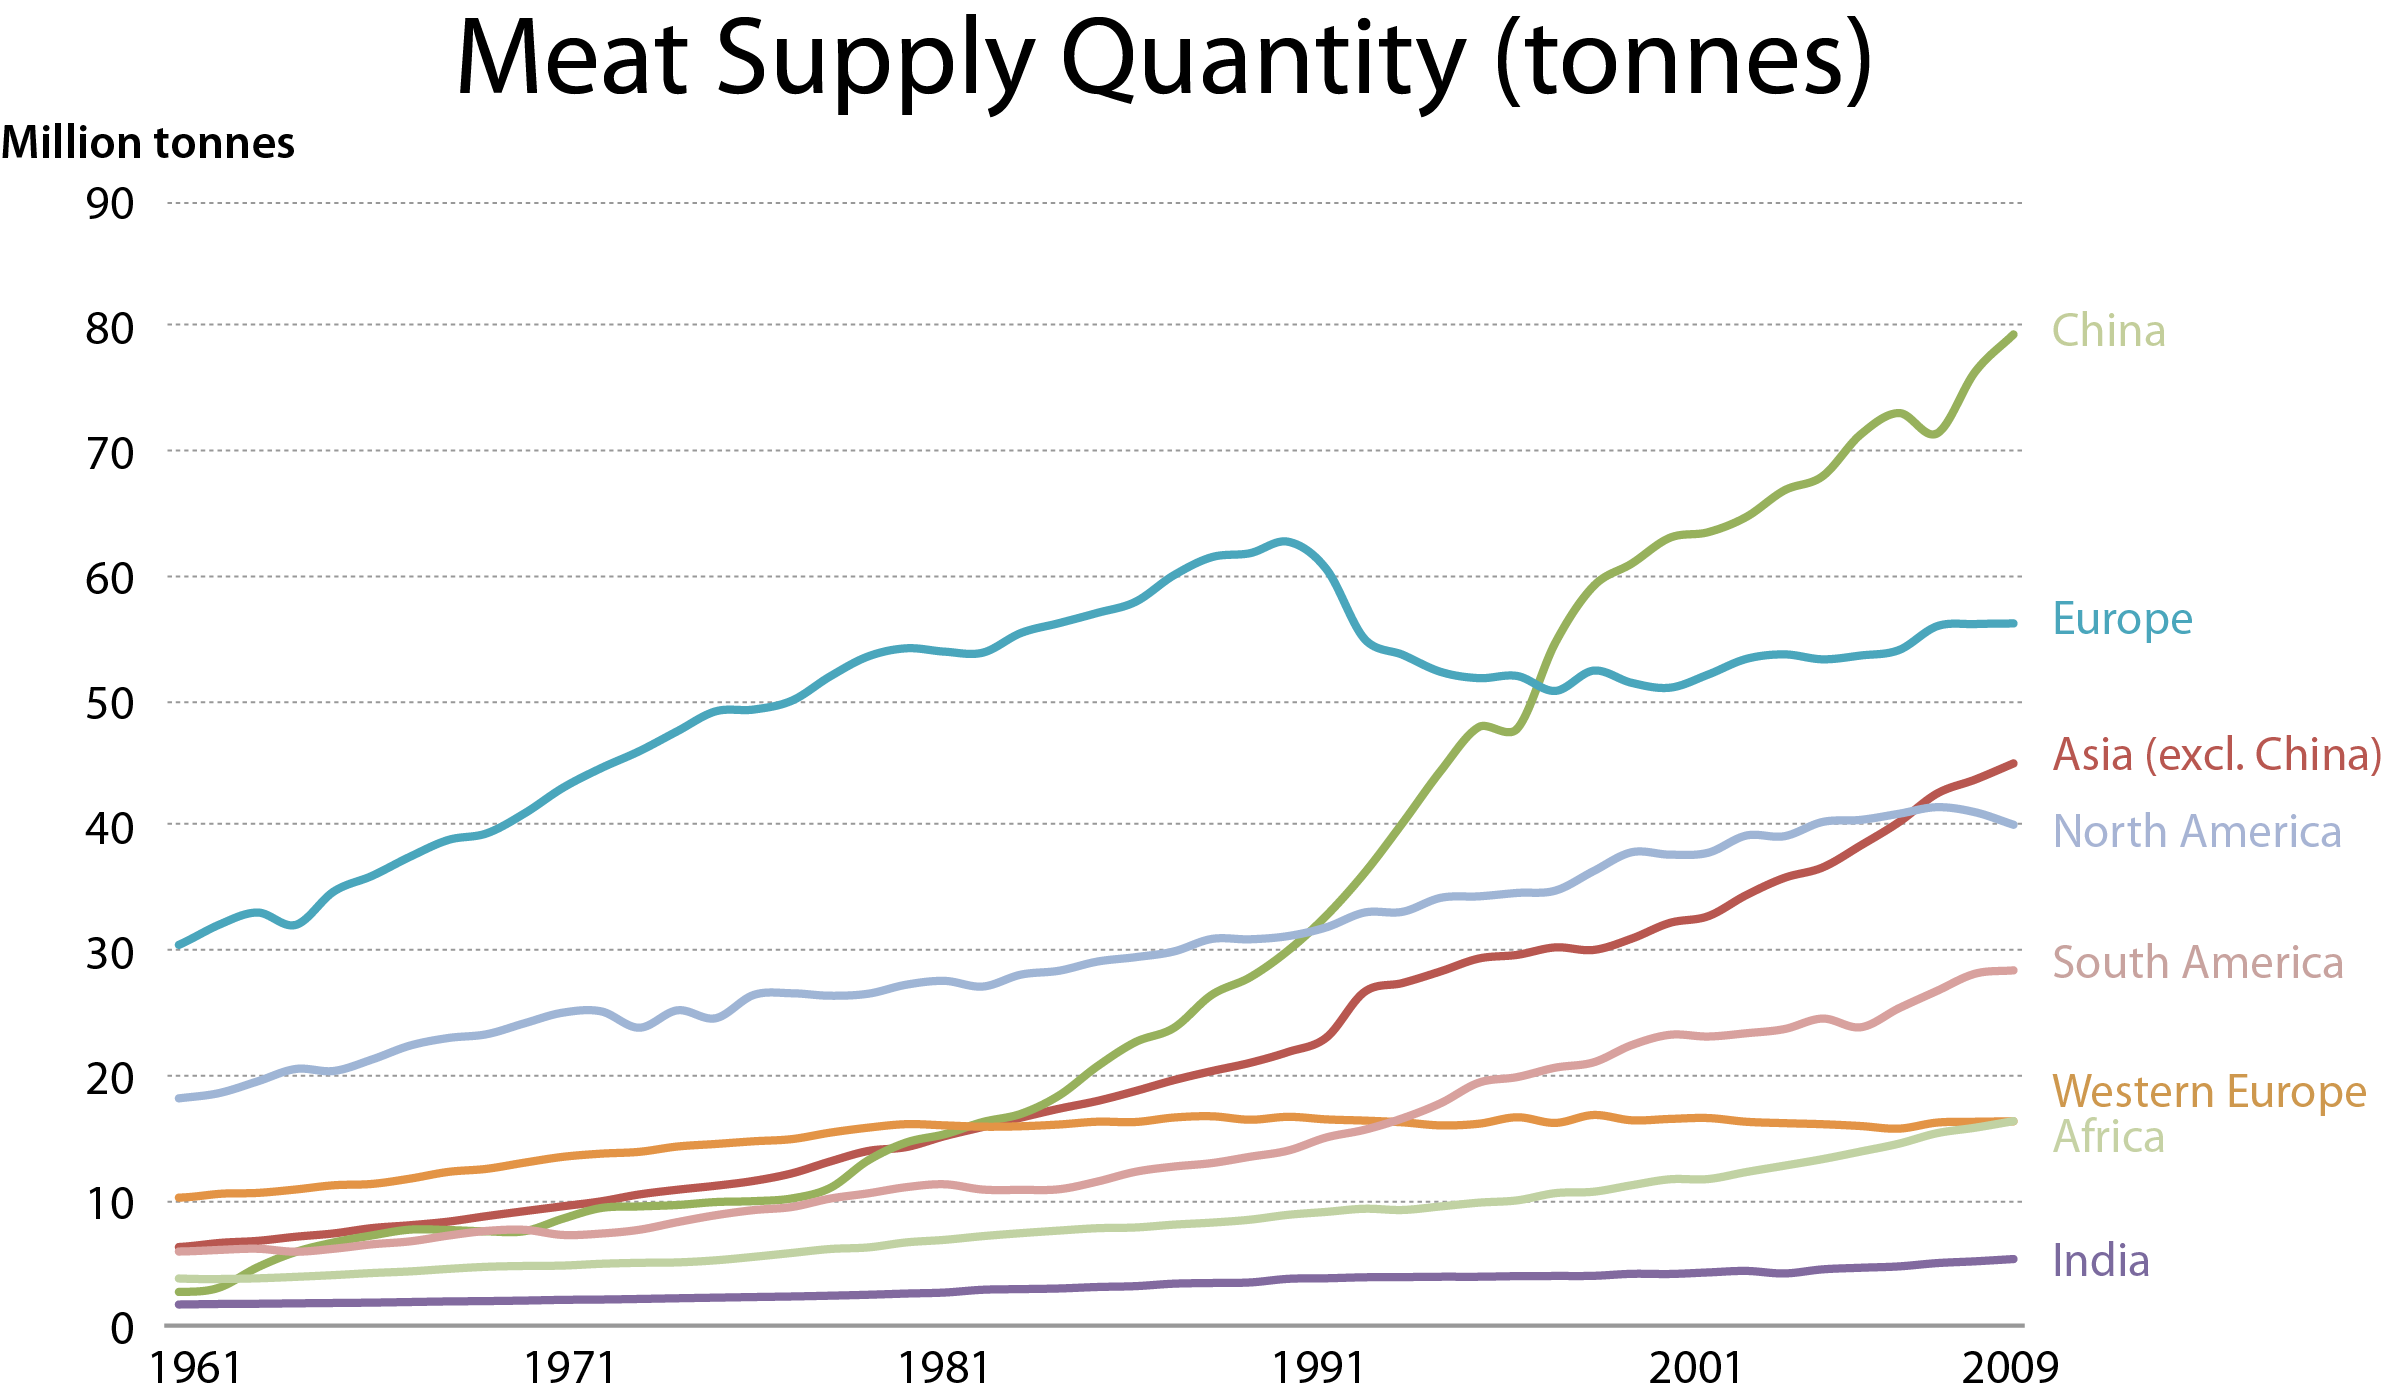 Meat Supply Quantity (tonnes)
Million tonnes
90
80
70
60
50
40
30
20
10
0
China
Europe
Asia (excl. China)
North America
South America
Western Europe
Africa
India
1961 1971 1981 1991 2001 2009